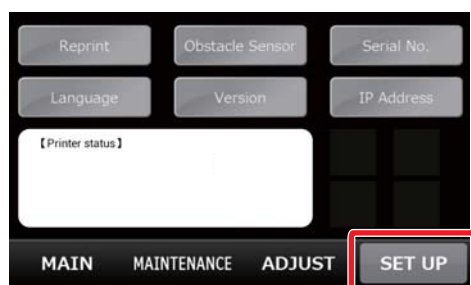 Reprint Obstacle Sensor Serial No.
Language Version IP Address
【Printer status】
MAIN MAINTENANCE ADJUST SET UP